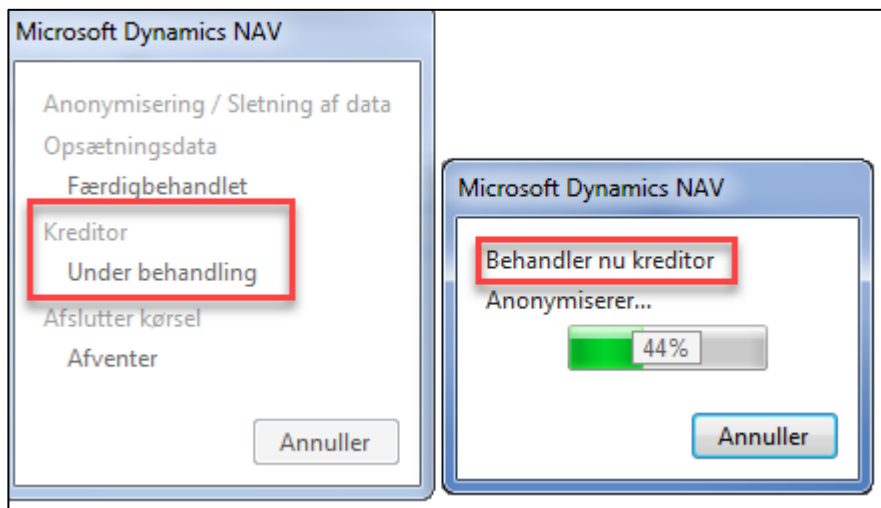 Microsoft Dynamics NAV
Anonymisering / Sletning af data
Opsætningsdata
Færdigbehandlet
Kreditor
Under behandling
Afslutter kørsel
Afventer
Annuller
Microsoft Dynamics NAV
Behandler nu kreditor
Anonymiserer...
44%
Annuller